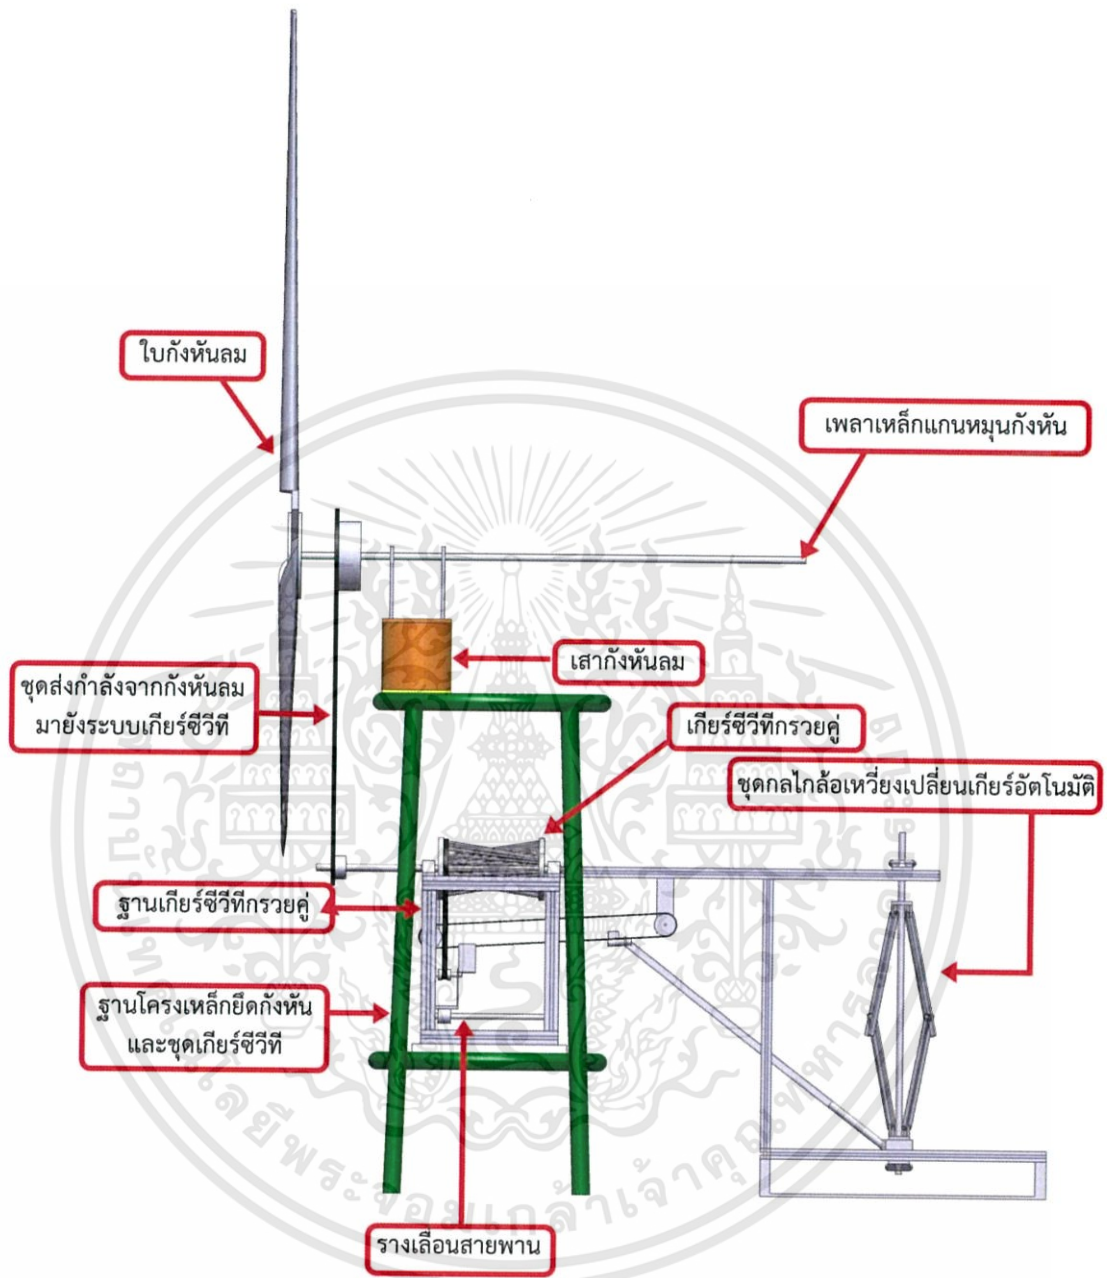 ใบกังหันลม
เพลาเหล็กแกนหมุนกังหัน
เสากังหันลม
ชุดส่งกำลังจากกังหันลม
มายังระบบเกียร์ซีวีที
เกียร์ซีวีทีกรวยคู่
ชุดกลไกล้อเหวี่ยงเปลี่ยนเกียร์อัตโนมัติ
ฐานเกียร์ซีวีทีกรวยคู่
ฐานโครงเหล็กยึดกังหัน
และชุดเกียร์ซีวีที
รางเลื่อนสายพาน